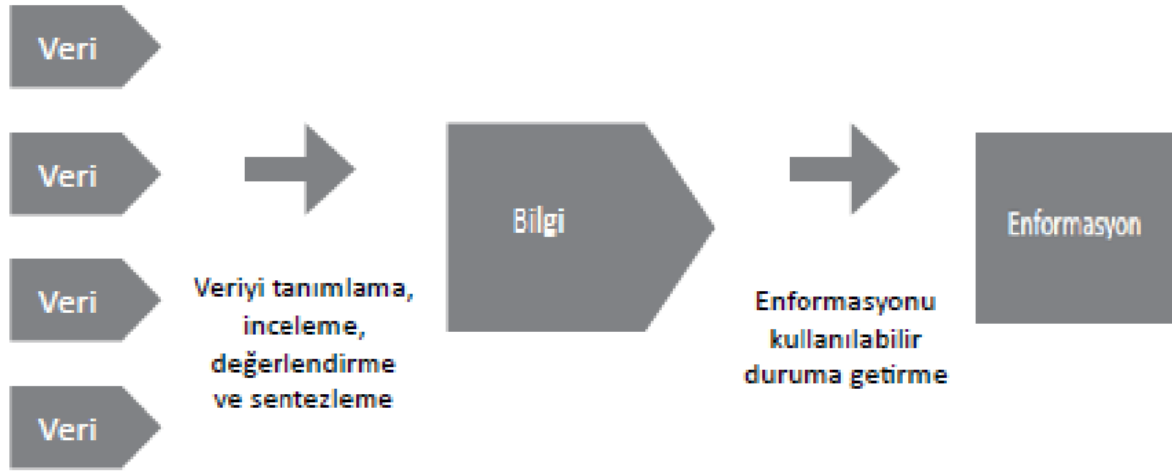 Veri
Veri
Veri
Veri
Veriyi tanımlama,
inceleme,
değerlendirme
ve sentezleme
Bilgi
Enformasyonu
kullanılabilir
duruma getirme
Enformasyon